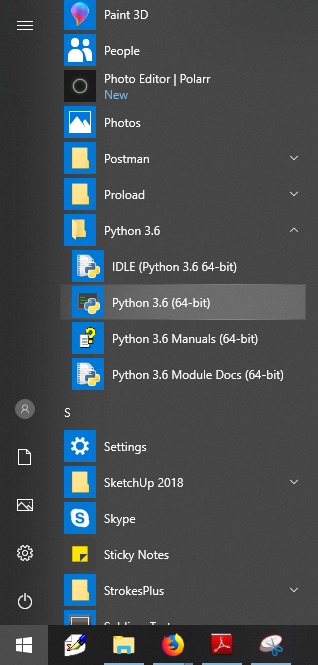 Paint 3D
People
Photo Editor | Polarr
New
Photos
Postman
Proload
Python 3.6
IDLE (Python 3.6 64-bit)
Python 3.6 (64-bit)
Python 3.6 Manuals (64-bit)
Python 3.6 Module Docs (64-bit)
S
Settings
SketchUp 2018
Skype
Sticky Notes
StrokesPlus